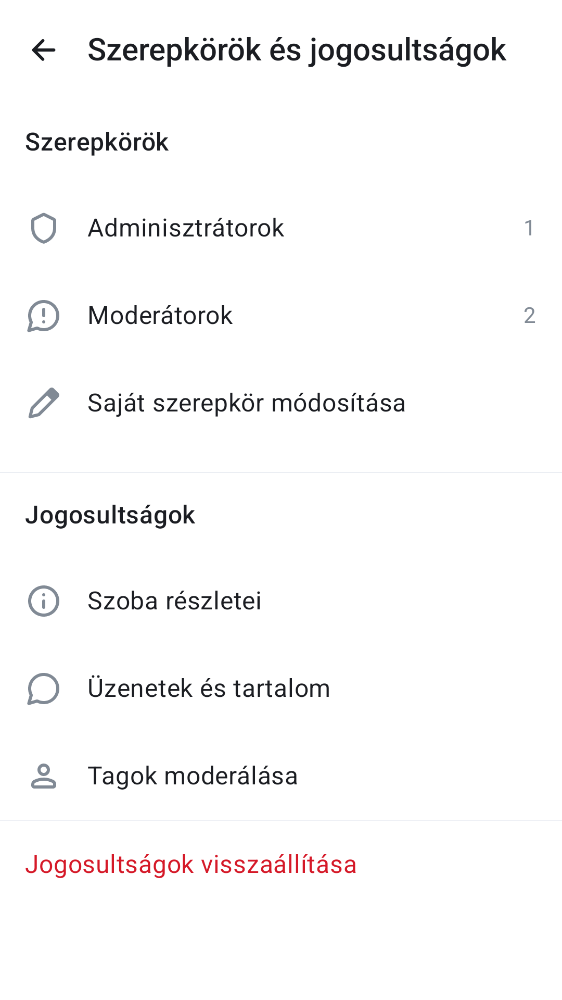 Szerepkörök és jogosultságok
Szerepkörök
Adminisztrátorok 1
Moderátorok 2
Saját szerepkör módosítása
Jogosultságok
Szoba részletei
Üzenetek és tartalom
Tagok moderálása
Jogosultságok visszaállítása